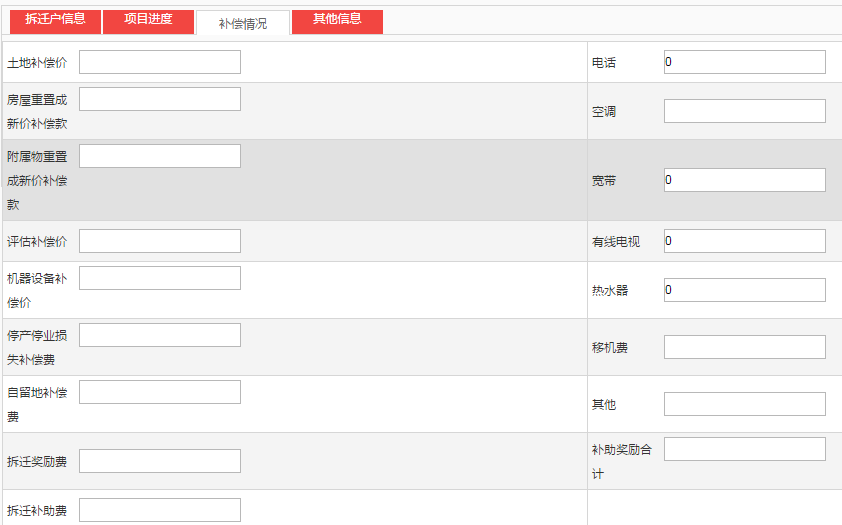 拆迁户信息
项目进度
补偿情况
其他信息
土地补偿价
电话
0
房屋重置成
新价补偿款
空调
附属物重置
成新价补偿
款
宽带
0
评估补偿价
有线电视
0
机器设备补
偿价
热水器
0
停产停业损
失补偿费
移机费
自留地补偿
费
其他
拆迁奖励费
补助奖励合
计
拆迁补助费